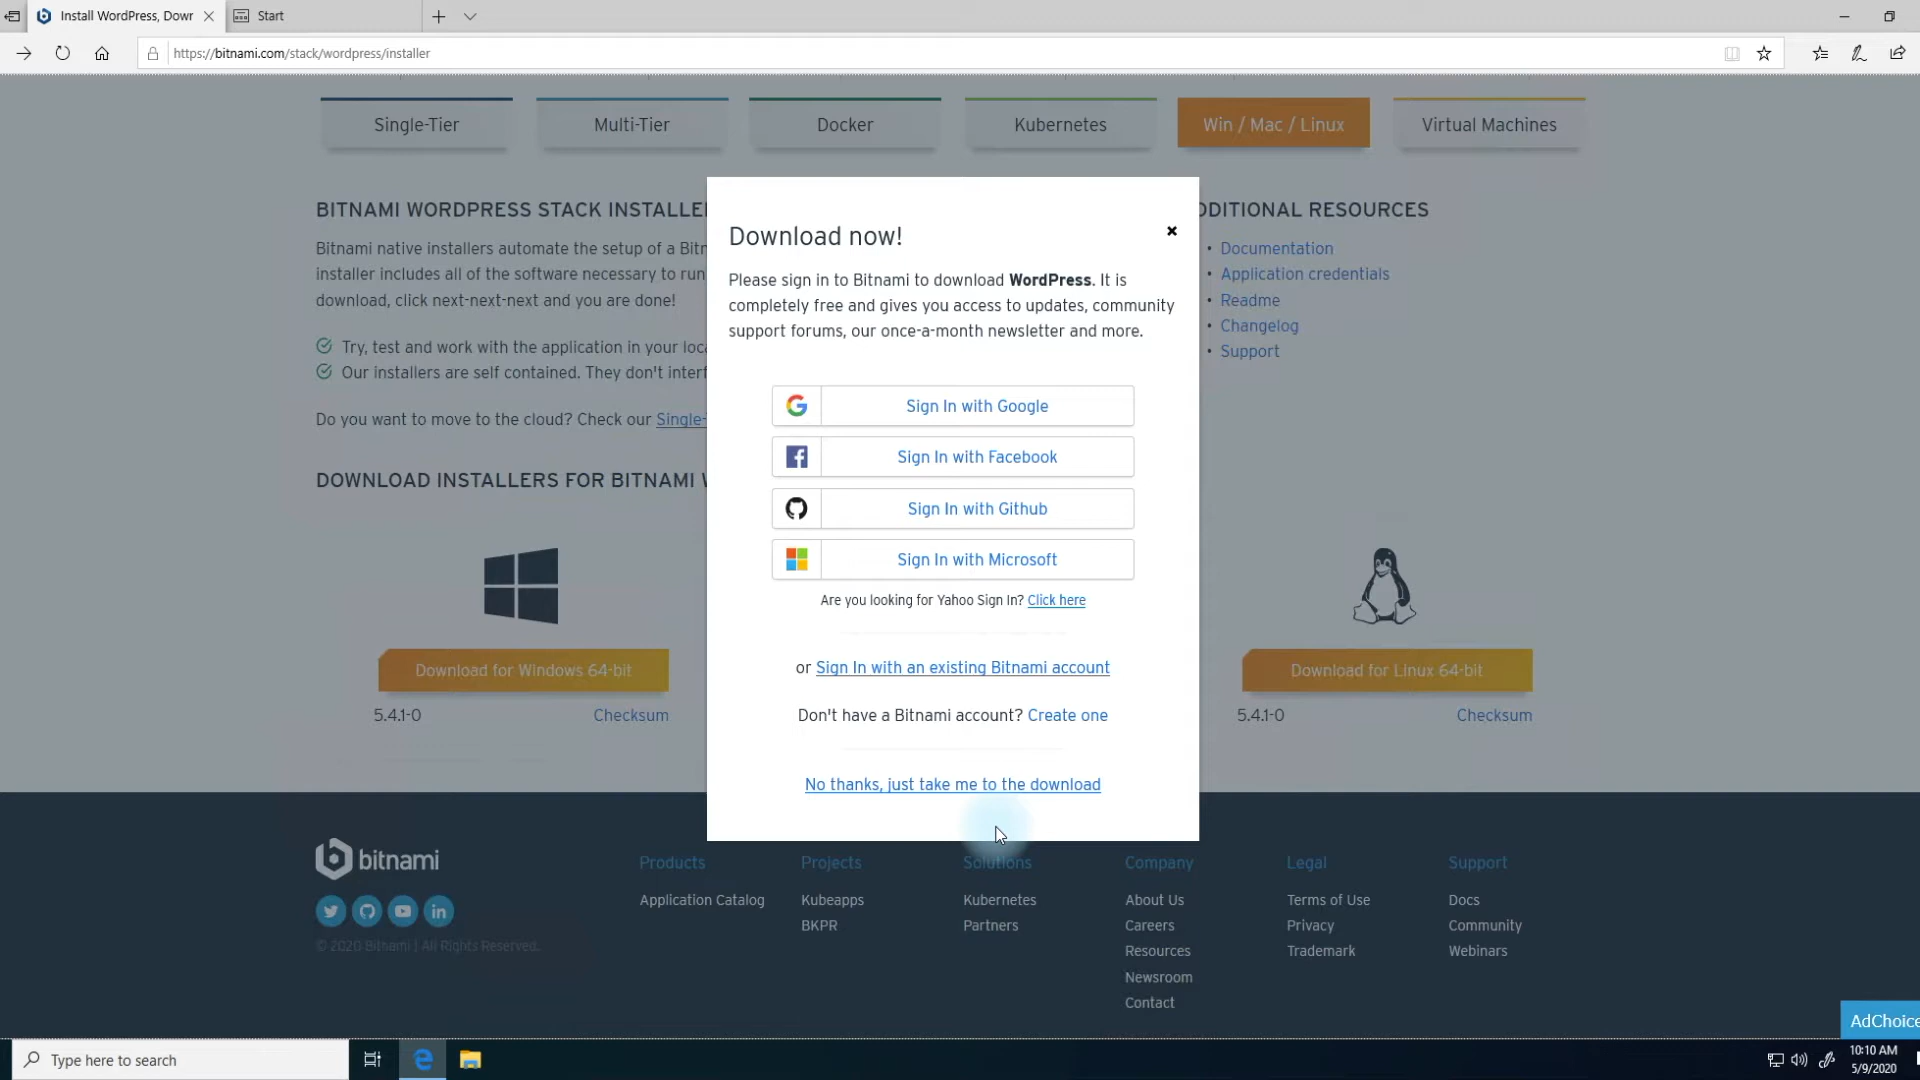 Install WordPress, Dowr
Start
https://bitnami.com/stack/wordpress/installer
Single-Tier
Multi-Tier
Docker
Kubernetes
Win / Mac / Linux
Virtual Machines
BITNAMI WORDPRESS STACK INSTALLE
Bitnami native installers automate the setup of a Bitn
installer includes all of the software necessary to run
download, click next-next-next and you are done!
Try, test and work with the application in your loca
Our installers are self contained. They don't interf
Do you want to move to the cloud? Check our Single-
DOWNLOAD INSTALLERS FOR BITNAMI W
Download for Windows 64-bit
5.4.1-0
Checksum
Download now!
Please sign in to Bitnami to download WordPress. It is
completely free and gives you access to updates, community
support forums, our once-a-month newsletter and more.
Sign In with Google
Sign In with Facebook
Sign In with Github
Sign In with Microsoft
Are you looking for Yahoo Sign In? Click here
or Sign In with an existing Bitnami account
Don't have a Bitnami account? Create one
No thanks, just take me to the download
DDITIONAL RESOURCES
• Documentation
• Application credentials
• Readme
• Changelog
• Support
Download for Linux 64-bit
5.4.1-0
Checksum
bitnami
© 2020 Bitnami | All Rights Reserved.
Products
Application Catalog
Projects
Kubeapps
BKPR
Solutions
Kubernetes
Partners
Company
About Us
Careers
Resources
Newsroom
Contact
Legal
Terms of Use
Privacy
Trademark
Support
Docs
Community
Webinars
AdChoice
Type here to search
10:10 AM
5/9/2020